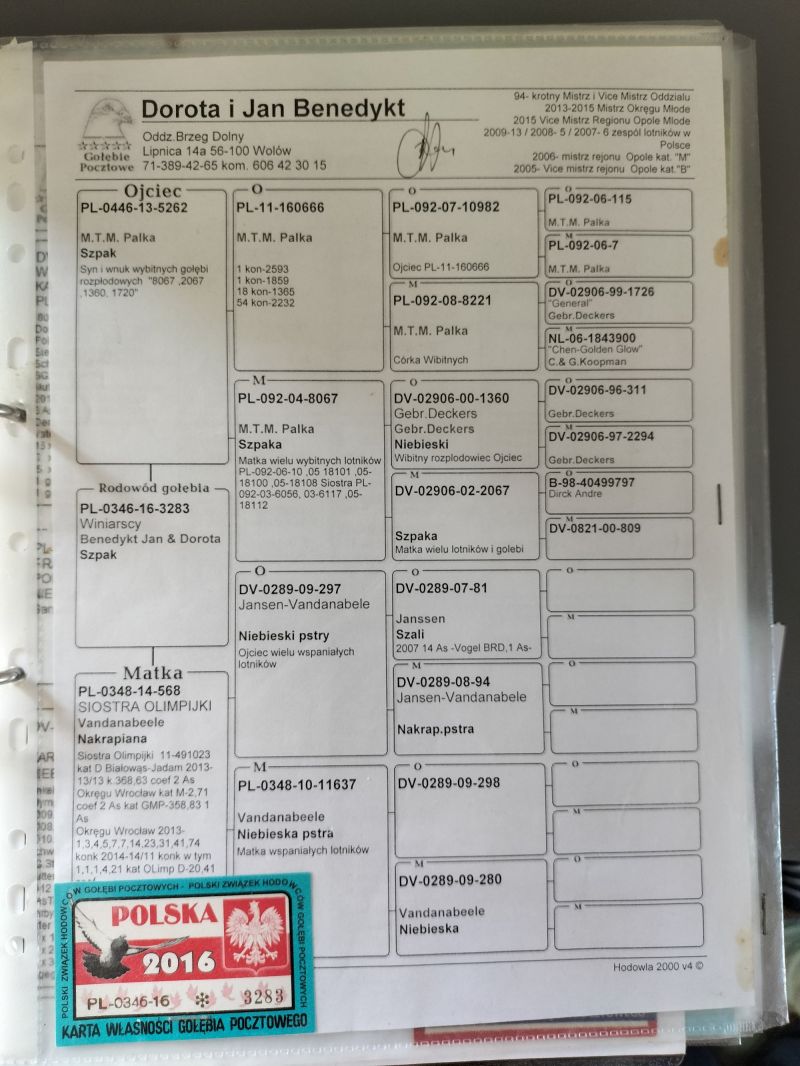 Dorota i Jan Benedykt
Oddz.Brzeg Dolny
Lipnica 14a 56-100 Wołów
71-389-42-65 kom. 606 42 30 15
Gołębie
Pocztowe
94- krotny Mistrz i Vice Mistrz Oddzialu
2013-2015 Mistrz Okręgu Młode
2015 Vice Mistrz Regionu Opole Mlode
2009-13 / 2008- 5 / 2007- 6 zespól lotników w
Polsce
2006- mistrz rejonu Opole kat. "M"
2005- Vice mistrz rejonu Opole kat."B"
Ojciec
PL-0446-13-5262
M.T.M. Palka
Szpak
Syn i wnuk wybitnych gołębi
rozpłodowych "8067 ,2067
,1360, 1720"
Rodowód gołębia
PL-0346-16-3283
Winiarscy
Benedykt Jan & Dorota
Szpak
Matka
PL-0348-14-568
SIOSTRA OLIMPIJKI
Vandanabeele
Nakrapiana
Siostra Olimpijki 11-491023
kat D Białowąs-Jadam 2013-
13/13 k.368,63 coef 2 As
Okręgu Wrocław kat M-2,71
coef 2 As kat GMP-358,83 1
As
Okręgu Wrocław 2013-
1,3,4,5,7,7,14,23,31,41,74
konk 2014-14/11 konk w tym
1,1,1,4,21 kat OLimp D-20,41
O
PL-11-160666
M.T.M. Palka
1 kon-2593
1 kon-1859
18 kon-1365
54 kon-2232
M
PL-092-04-8067
M.T.M. Palka
Szpaka
Matka wielu wybitnych lotników
PL-092-06-10 ,05 18101 ,05-
18100 ,05-18108 Siostra PL-
092-03-6056, 03-6117 ,05-
18112
O
DV-0289-09-297
Jansen-Vandanabele
Niebieski pstry
Ojciec wielu wspaniałych
lotników
M
PL-0348-10-11637
Vandanabeele
Niebieska pstra
Matka wspaniałych lotników
O
PL-092-07-10982
M.T.M. Palka
Ojciec PL-11-160666
M
PL-092-08-8221
M.T.M. Palka
Córka Wibitnych
O
DV-02906-00-1360
Gebr.Deckers
Gebr.Deckers
Niebieski
Wibitny rozplodowiec Ojciec
M
DV-02906-02-2067
Szpaka
Matka wielu lotników i golebi
O
DV-0289-07-81
Janssen
Szali
2007 14 As -Vogel BRD,1 As-
M
DV-0289-08-94
Jansen-Vandanabele
Nakrap.pstra
O
DV-0289-09-298
M
DV-0289-09-280
Vandanabeele
Niebieska
O
PL-092-06-115
M.T.M. Palka
M
PL-092-06-7
M.T.M. Palka
O
DV-02906-99-1726
"General"
Gebr.Deckers
M
NL-06-1843900
"Chen-Golden Glow"
C.& G.Koopman
O
DV-02906-96-311
Gebr.Deckers
M
DV-02906-97-2294
Gebr.Deckers
O
B-98-40499797
Dirck Andre
M
DV-0821-00-809
O
M
O
M
O
M
O
M
Hodowla 2000 v4 ©
POLSKI ZWIĄZEK HODOWCÓW GOŁĘBI POCZTOWYCH - POLSKI ZWIĄZEK HODOWCÓW GOŁĘBI POCZTOWYCH
POLSKA
2016
PL-0346-16 3283
KARTA WŁASNOŚCI GOŁĘBIA POCZTOWEGO